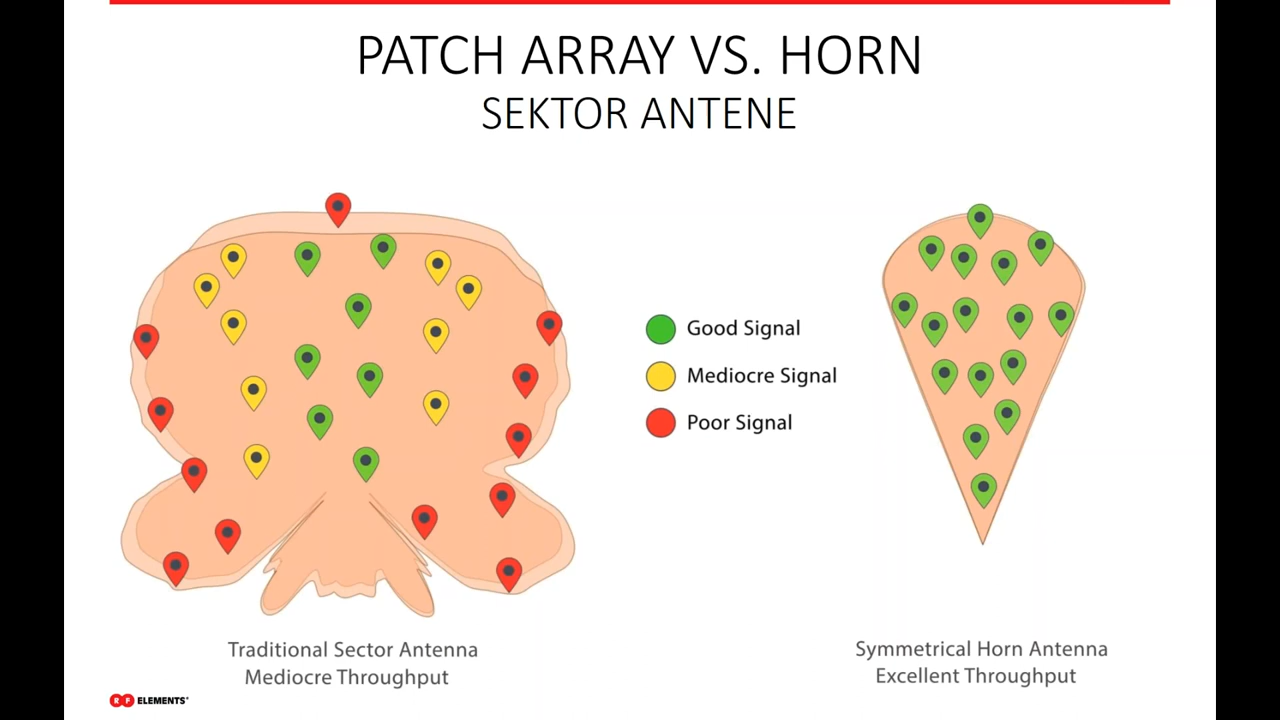 PATCH ARRAY VS. HORN
SEKTOR ANTENE
Good Signal
Mediocre Signal
Poor Signal
Traditional Sector Antenna
Mediocre Throughput
Symmetrical Horn Antenna
Excellent Throughput
RF ELEMENTS